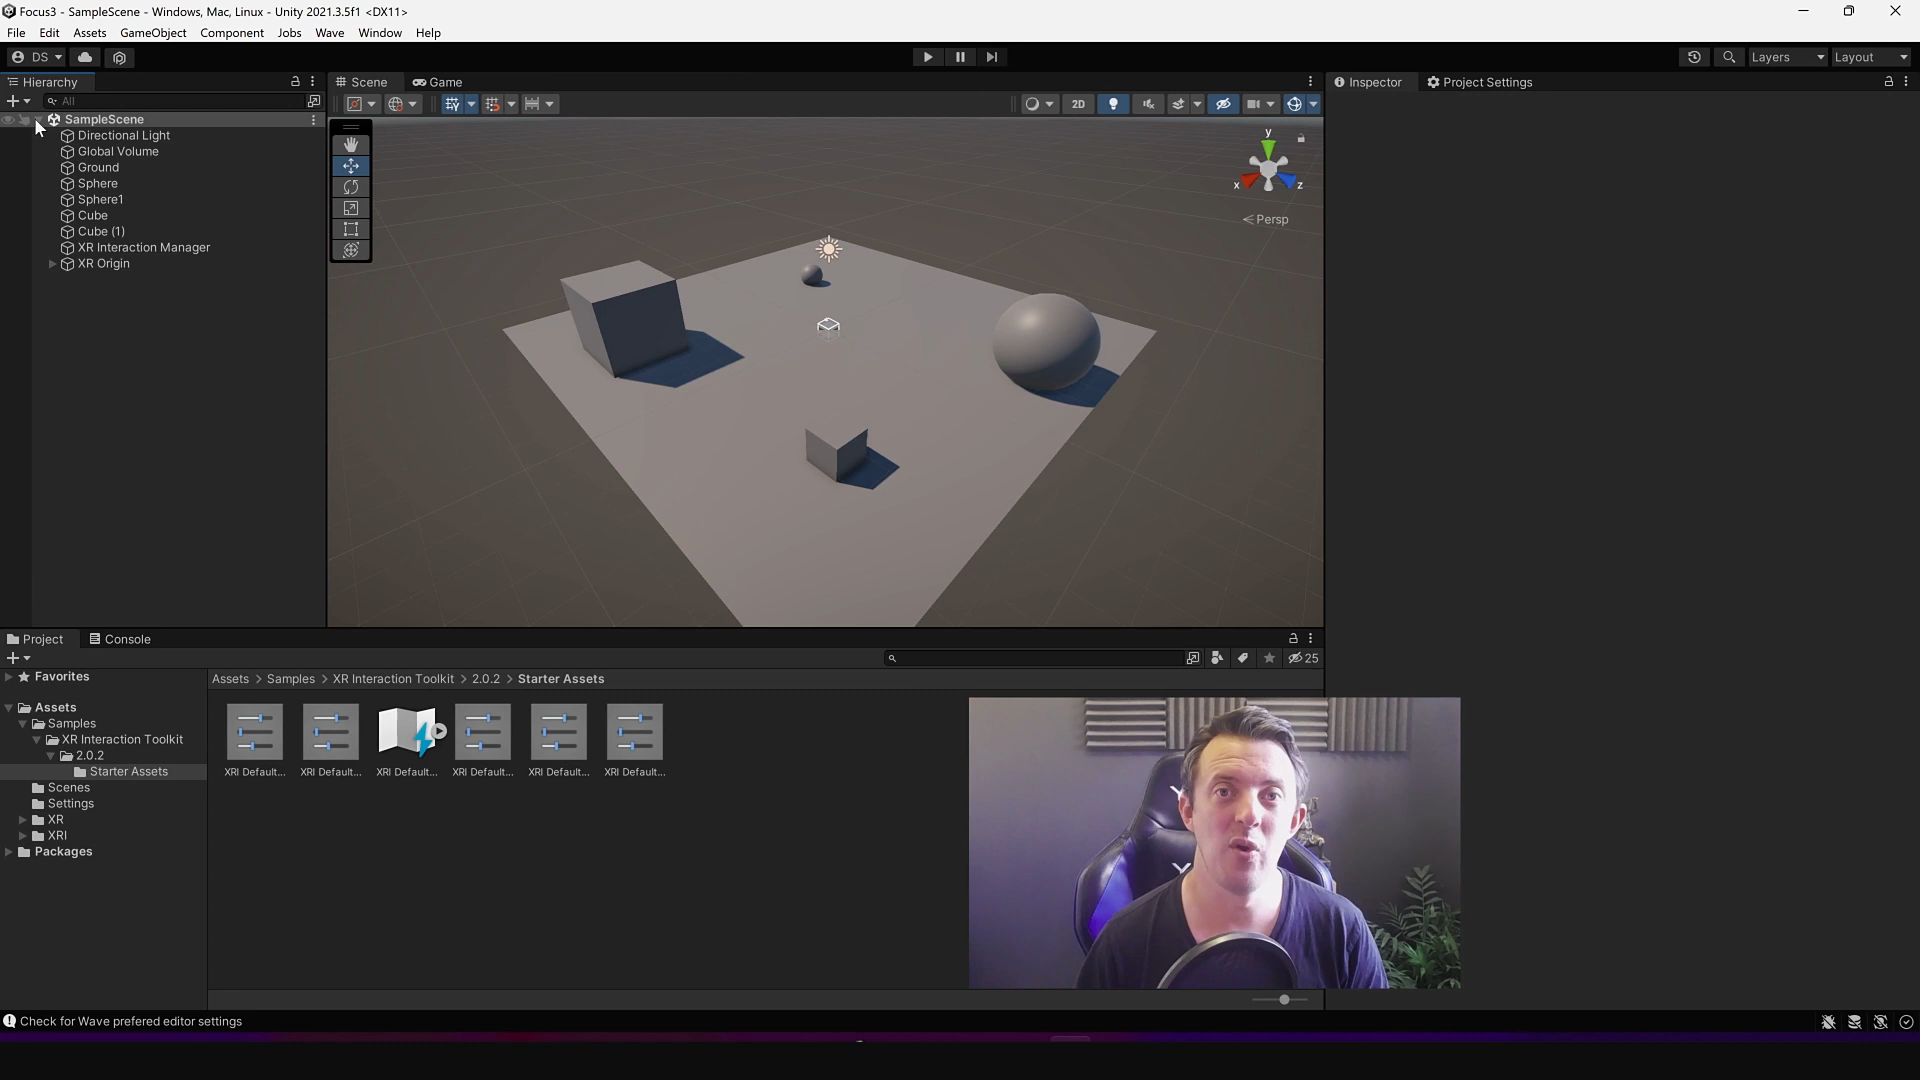 Focus3 - SampleScene - Windows, Mac, Linux - Unity 2021.3.5f1 <DX11>
File Edit Assets GameObject Component Jobs Wave Window Help
DS Layers Layout
Hierarchy
All
SampleScene
Directional Light
Global Volume
Ground
Sphere
Sphere1
Cube
Cube (1)
XR Interaction Manager
XR Origin
Scene Game
2D
y
x z
Persp
Inspector Project Settings
Project Console
25
Favorites
Assets
Samples
XR Interaction Toolkit
2.0.2
Starter Assets
Scenes
Settings
XR
XRI
Packages
Assets > Samples > XR Interaction Toolkit > 2.0.2 > Starter Assets
XRI Default... XRI Default... XRI Default... XRI Default... XRI Default... XRI Default...
Check for Wave prefered editor settings